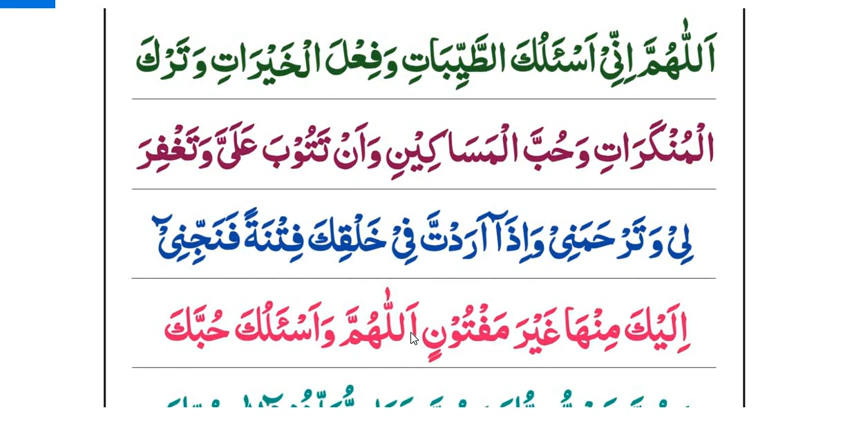 اَللّٰهُمَّ اِنِّیْ اَسْئَلُكَ الطَّیِّبَاتِ وَفِعْلَ الْخَیْرَاتِ وَتَرْكَ
الْمُنْكَرَاتِ وَحُبَّ الْمَسَاكِیْنِ وَاَنْ تَتُوْبَ عَلَیَّ وَتَغْفِرَ
لِیْ وَتَرْحَمَنِیْ وَاِذَاۤ اَرَدْتَّ فِیْ خَلْقِكَ فِتْنَةً فَنَجِّنِیْۤ
اِلَیْكَ مِنْهَا غَیْرَ مَفْتُوْنٍ اَللّٰهُمَّ وَاَسْئَلُكَ حُبَّكَ